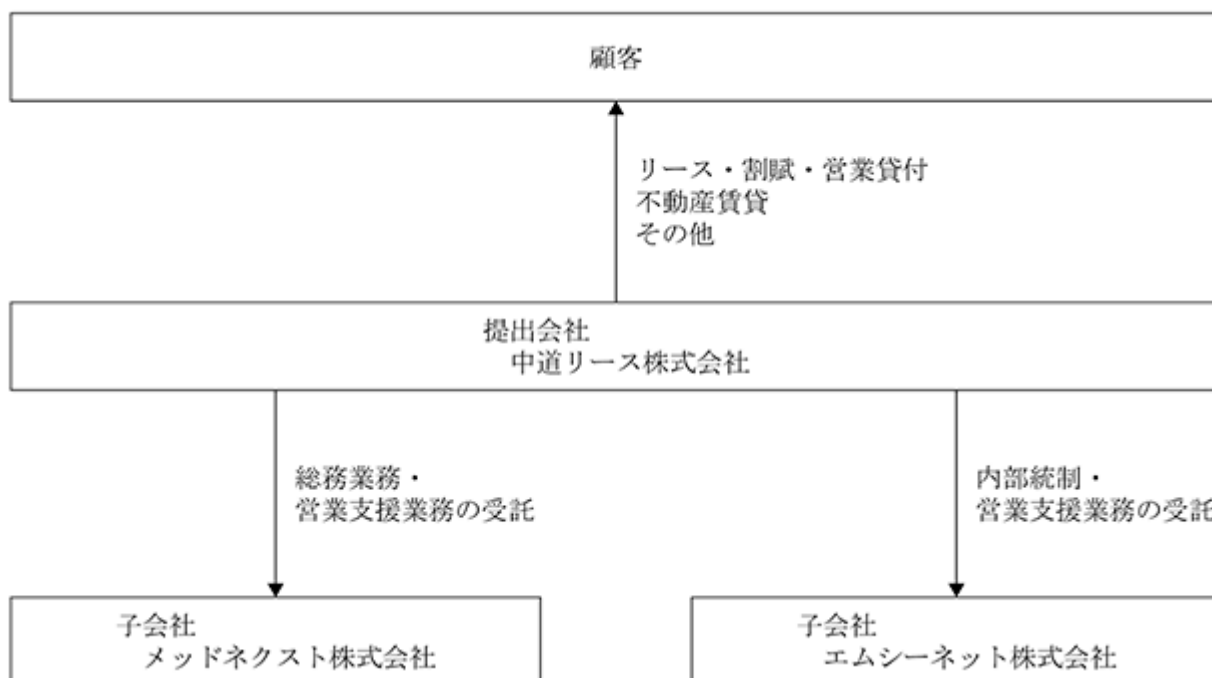 顧客
リース・割賦・営業貸付
不動産賃貸
その他
提出会社
中道リース株式会社
総務業務・
営業支援業務の受託
内部統制・
営業支援業務の受託
子会社
メッドネクスト株式会社
子会社
エムシーネット株式会社